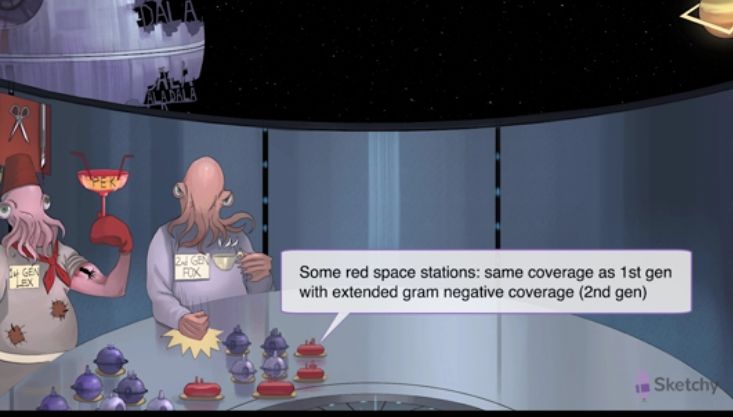 DALA
PEK
1st GEN
LEX
2nd GEN
FOX
Some red space stations: same coverage as 1st gen
with extended gram negative coverage (2nd gen)
Sketchy